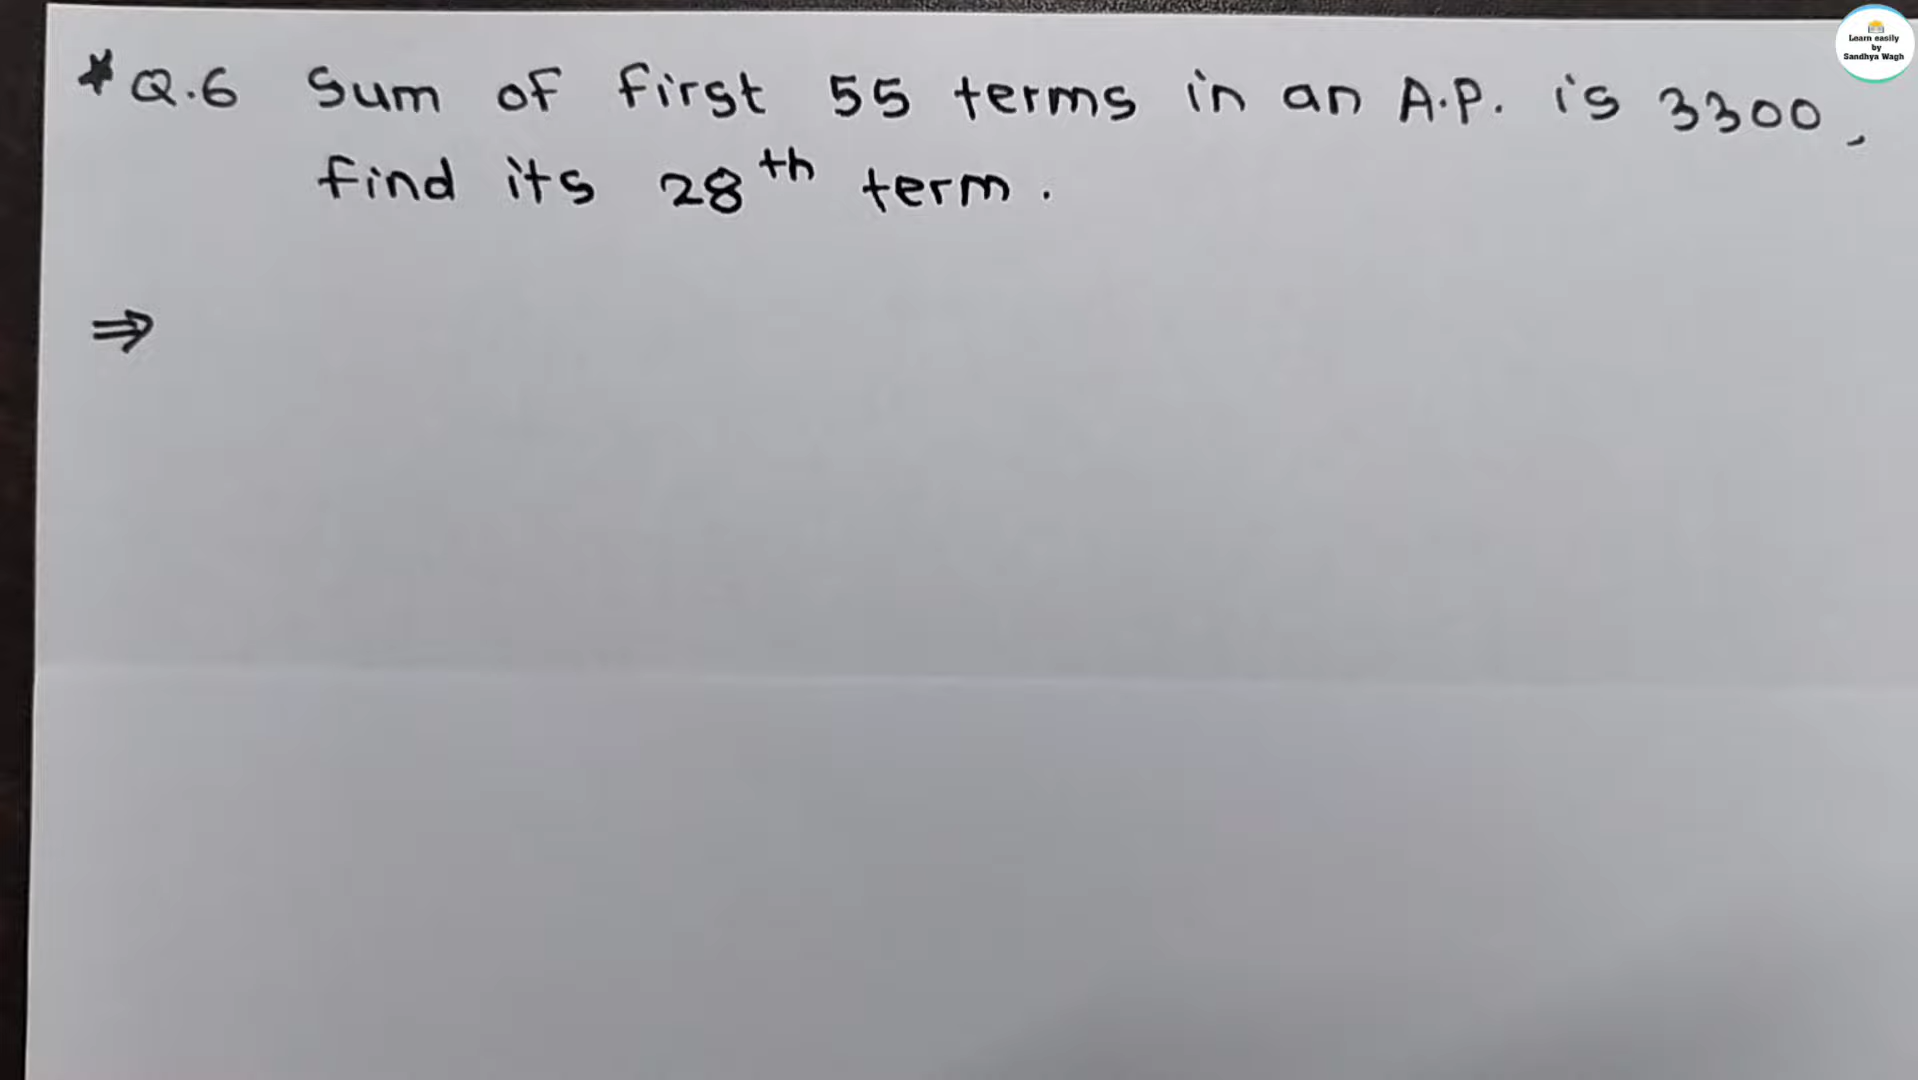 * Q.6 Sum of first 55 terms in an A.P. is 3300,
find its 28th term.
⇒
Learn easily
by
Sandhya Wagh